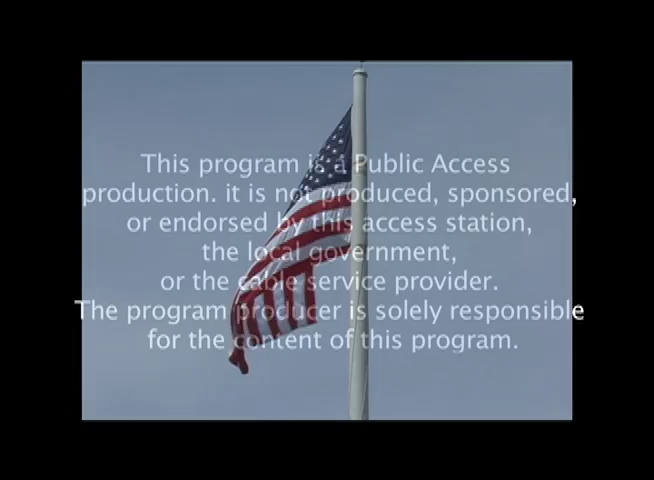 This program is a Public Access
production. it is not produced, sponsored,
or endorsed by this access station,
the local government,
or the cable service provider.
The program producer is solely responsible
for the content of this program.